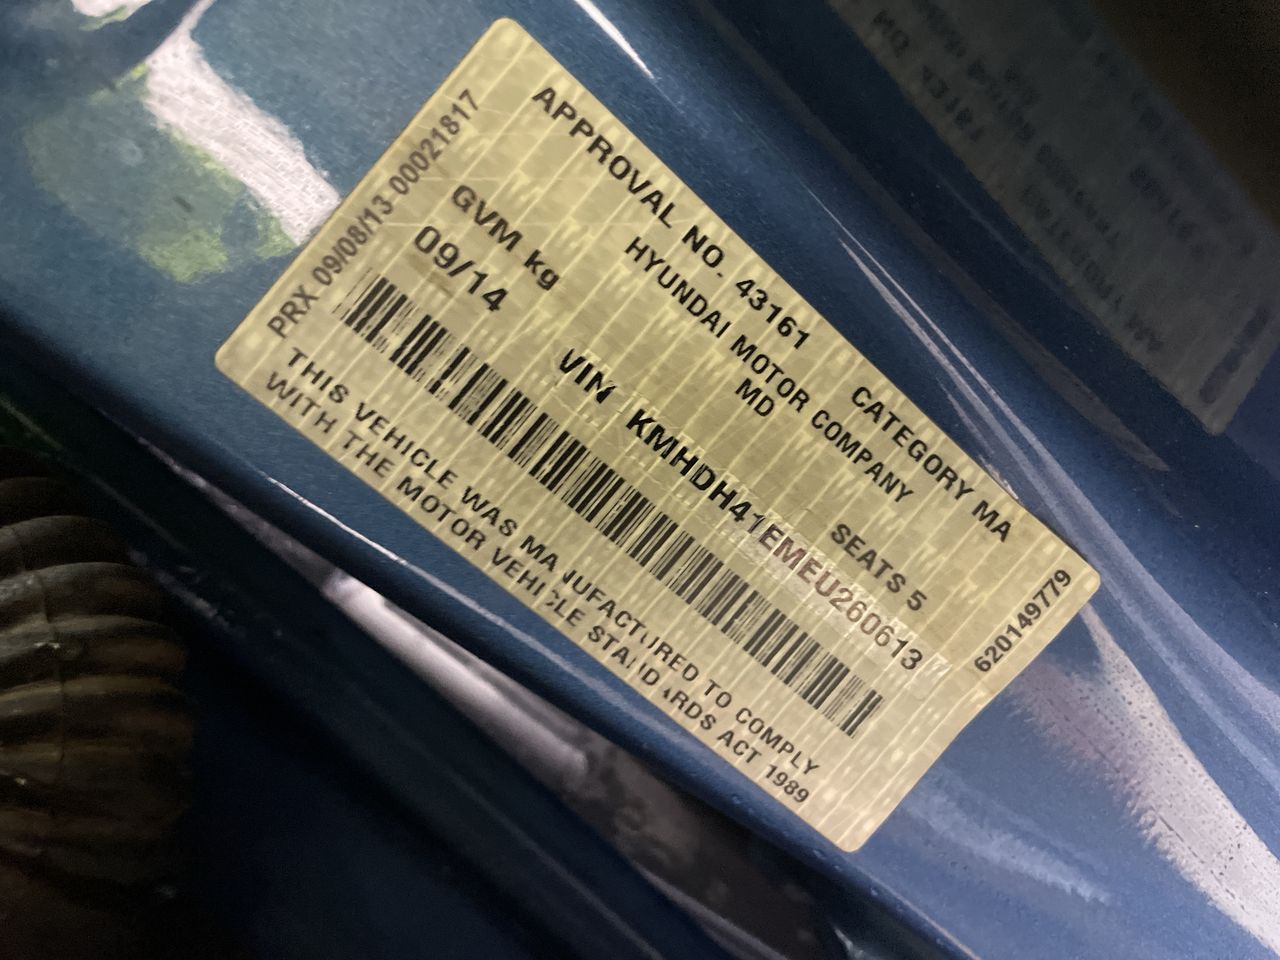 PRX 09/08/13 00021817
APPROVAL NO. 43161 CATEGORY MA
HYUNDAI MOTOR COMPANY
MD
GVM kg SEATS 5
09/14 VIN KMHDH41EMEU260613
THIS VEHICLE WAS MANUFACTURED TO COMPLY
WITH THE MOTOR VEHICLE STANDARDS ACT 1989
620149779